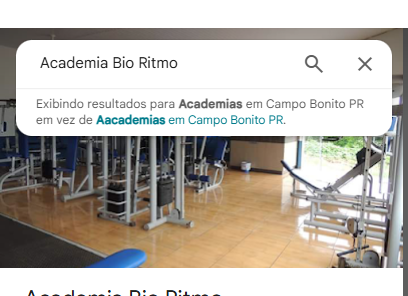 Academia Bio Ritmo
Exibindo resultados para Academias em Campo Bonito PR
em vez de Aacademias em Campo Bonito PR.
Academia Bio Ritmo